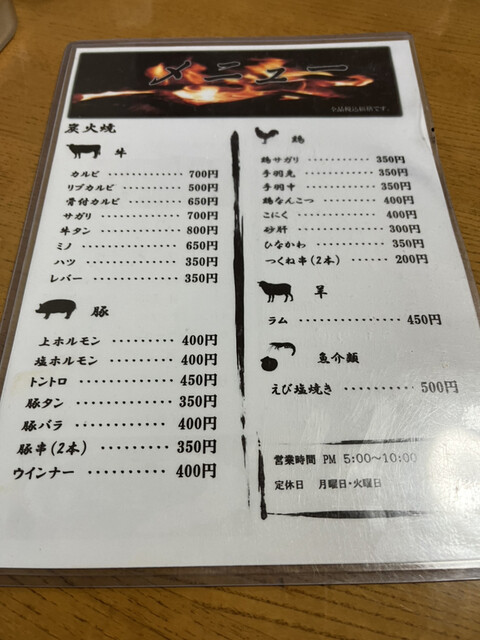 メニュー
全品税込価格です。
炭火焼
牛
カルビ ············ 700円
リブカルビ ·········· 500円
骨付カルビ ·········· 650円
サガリ ············ 700円
牛タン ············ 800円
ミノ ·············· 650円
ハツ ·············· 350円
レバー ············ 350円
豚
上ホルモン ········· 400円
塩ホルモン ········· 400円
トントロ ············ 450円
豚タン ············ 350円
豚バラ ············ 400円
豚串(2本) ·········· 350円
ウインナー ·········· 400円
鶏
鶏サガリ ············ 350円
手羽先 ············ 350円
手羽中 ············ 350円
鶏なんこつ ·········· 400円
こにく ············ 400円
砂肝 ·············· 300円
ひなかわ ············ 350円
つくね串(2本) ······· 200円
羊
ラム ·············· 450円
魚介類
えび塩焼き ·········· 500円
営業時間 PM 5:00~10:00
定休日 月曜日・火曜日